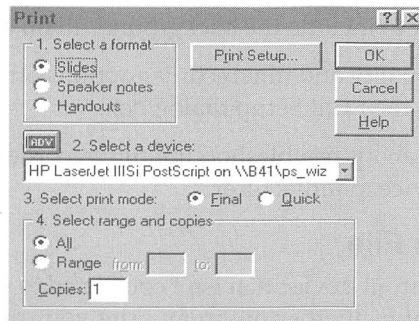 Print
1. Select a format
Slides
Speaker notes
Handouts
Print Setup...
OK
Cancel
Help
ADV 2. Select a device:
HP LaserJet IIISi PostScript on \\B41\ps_wiz
3. Select print mode: Final Quick
4. Select range and copies
All
Range from: to:
Copies: 1